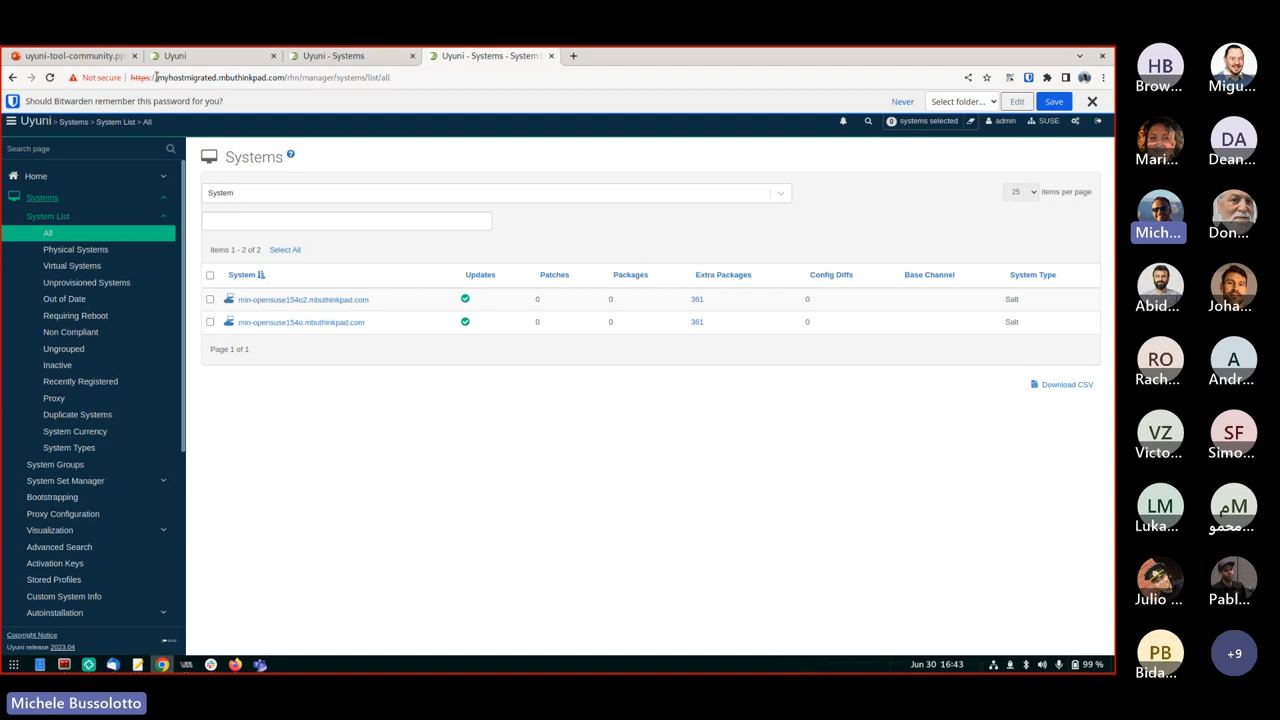 uyuni-tool-community.pp
Uyuni
Uyuni - Systems
Uyuni - Systems - System L
Not secure
https://myhostmigrated.mbuthinkpad.com/rhn/manager/systems/list/all
Should Bitwarden remember this password for you?
Never
Select folder...
Edit
Save
Uyuni > Systems > System List > All
0 systems selected
admin
SUSE
Search page
Home
Systems
System List
All
Physical Systems
Virtual Systems
Unprovisioned Systems
Out of Date
Requiring Reboot
Non Compliant
Ungrouped
Inactive
Recently Registered
Proxy
Duplicate Systems
System Currency
System Types
System Groups
System Set Manager
Bootstrapping
Proxy Configuration
Visualization
Advanced Search
Activation Keys
Stored Profiles
Custom System Info
Autoinstallation
Copyright Notice
Uyuni release 2023.04
Systems
System
25 items per page
Items 1 - 2 of 2 Select All
System Updates Patches Packages Extra Packages Config Diffs Base Channel System Type
min-opensuse154o2.mbuthinkpad.com 0 0 361 0 Salt
min-opensuse154o.mbuthinkpad.com 0 0 361 0 Salt
Page 1 of 1
Download CSV
Jun 30 16:43
99 %
Michele Bussolotto
HB
Brow...
Migu...
Mari...
DA
Dean...
Mich...
Don...
Abid...
Joha...
RO
Rach...
A
Andr...
VZ
Victo...
SF
Simo...
LM
Luka...
م
محمو...
Julio ...
Pabl...
PB
Bida...
+9